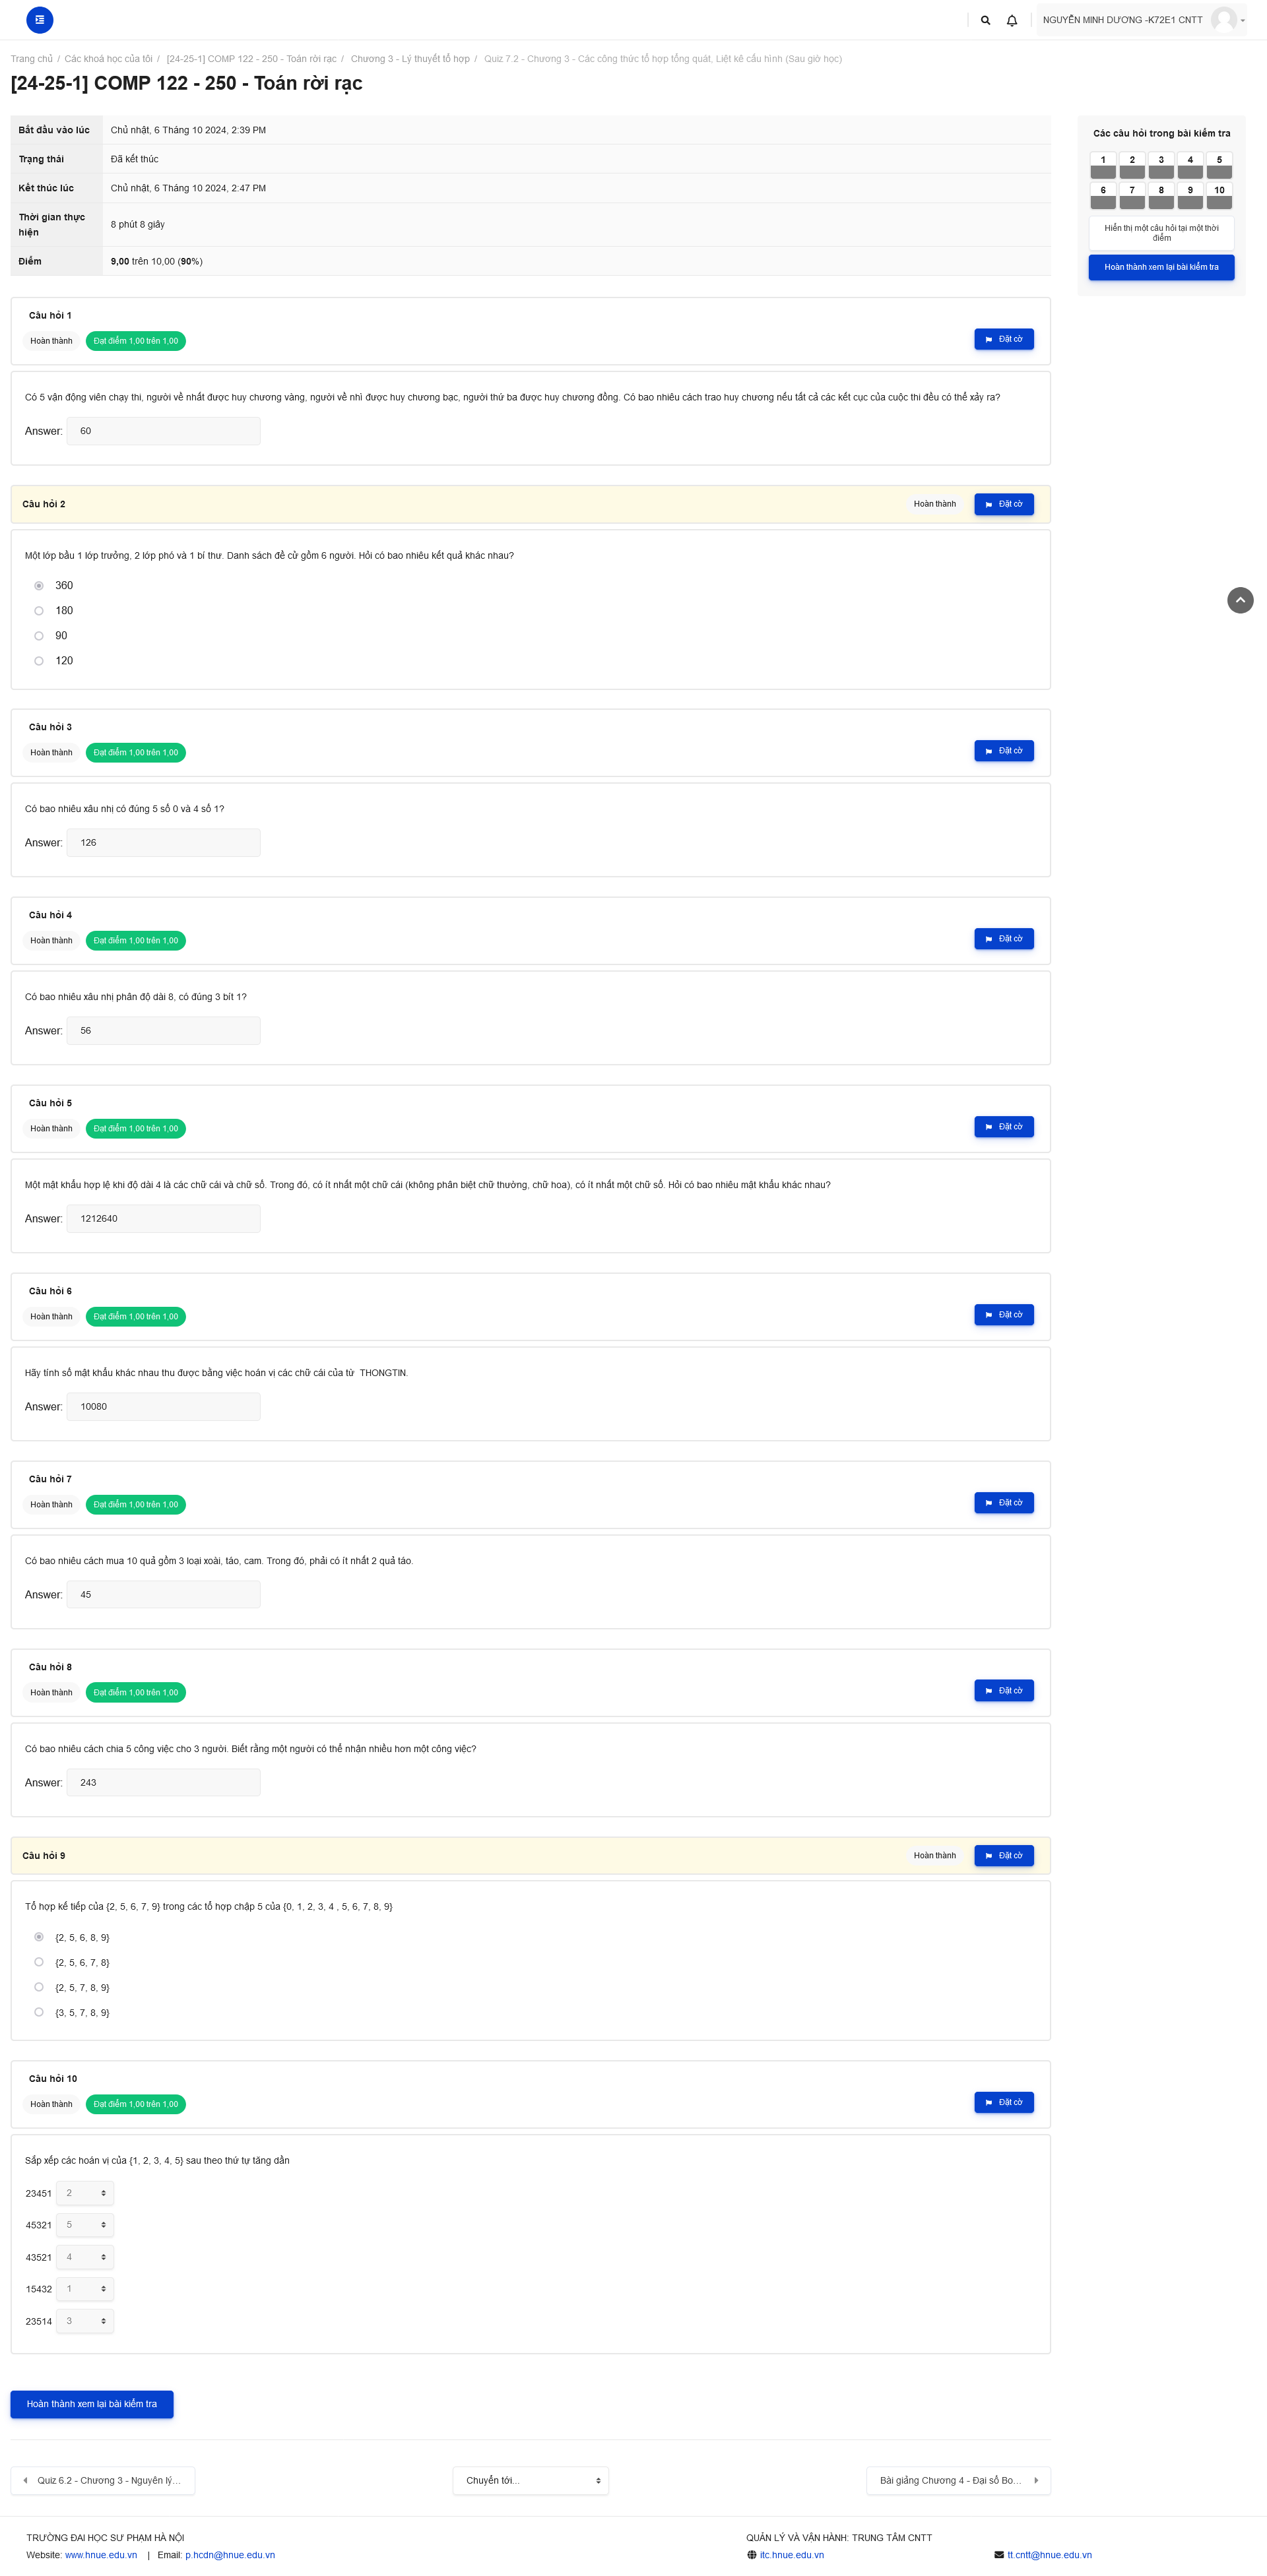 NGUYỄN MINH DƯƠNG -K72E1 CNTT
Trang chủ / Các khoá học của tôi / [24-25-1] COMP 122 - 250 - Toán rời rạc / Chương 3 - Lý thuyết tổ hợp / Quiz 7.2 - Chương 3 - Các công thức tổ hợp tổng quát, Liệt kê cấu hình (Sau giờ học)
[24-25-1] COMP 122 - 250 - Toán rời rạc
Bắt đầu vào lúc Chủ nhật, 6 Tháng 10 2024, 2:39 PM
Trạng thái Đã kết thúc
Kết thúc lúc Chủ nhật, 6 Tháng 10 2024, 2:47 PM
Thời gian thực hiện 8 phút 8 giây
Điểm 9,00 trên 10,00 (90%)
Các câu hỏi trong bài kiểm tra
1 2 3 4 5
6 7 8 9 10
Hiển thị một câu hỏi tại một thời
điểm
Hoàn thành xem lại bài kiểm tra
Câu hỏi 1
Hoàn thành Đạt điểm 1,00 trên 1,00 Đặt cờ
Có 5 vận động viên chạy thi, người về nhất được huy chương vàng, người về nhì được huy chương bạc, người thứ ba được huy chương đồng. Có bao nhiêu cách trao huy chương nếu tất cả các kết cục của cuộc thi đều có thể xảy ra?
Answer: 60
Câu hỏi 2 Hoàn thành Đặt cờ
Một lớp bầu 1 lớp trưởng, 2 lớp phó và 1 bí thư. Danh sách đề cử gồm 6 người. Hỏi có bao nhiêu kết quả khác nhau?
360
180
90
120
Câu hỏi 3
Hoàn thành Đạt điểm 1,00 trên 1,00 Đặt cờ
Có bao nhiêu xâu nhị có đúng 5 số 0 và 4 số 1?
Answer: 126
Câu hỏi 4
Hoàn thành Đạt điểm 1,00 trên 1,00 Đặt cờ
Có bao nhiêu xâu nhị phân độ dài 8, có đúng 3 bít 1?
Answer: 56
Câu hỏi 5
Hoàn thành Đạt điểm 1,00 trên 1,00 Đặt cờ
Một mật khẩu hợp lệ khi độ dài 4 là các chữ cái và chữ số. Trong đó, có ít nhất một chữ cái (không phân biệt chữ thường, chữ hoa), có ít nhất một chữ số. Hỏi có bao nhiêu mật khẩu khác nhau?
Answer: 1212640
Câu hỏi 6
Hoàn thành Đạt điểm 1,00 trên 1,00 Đặt cờ
Hãy tính số mật khẩu khác nhau thu được bằng việc hoán vị các chữ cái của từ THONGTIN.
Answer: 10080
Câu hỏi 7
Hoàn thành Đạt điểm 1,00 trên 1,00 Đặt cờ
Có bao nhiêu cách mua 10 quả gồm 3 loại xoài, táo, cam. Trong đó, phải có ít nhất 2 quả táo.
Answer: 45
Câu hỏi 8
Hoàn thành Đạt điểm 1,00 trên 1,00 Đặt cờ
Có bao nhiêu cách chia 5 công việc cho 3 người. Biết rằng một người có thể nhận nhiều hơn một công việc?
Answer: 243
Câu hỏi 9 Hoàn thành Đặt cờ
Tổ hợp kế tiếp của {2, 5, 6, 7, 9} trong các tổ hợp chập 5 của {0, 1, 2, 3, 4 , 5, 6, 7, 8, 9}
{2, 5, 6, 8, 9}
{2, 5, 6, 7, 8}
{2, 5, 7, 8, 9}
{3, 5, 7, 8, 9}
Câu hỏi 10
Hoàn thành Đạt điểm 1,00 trên 1,00 Đặt cờ
Sắp xếp các hoán vị của {1, 2, 3, 4, 5} sau theo thứ tự tăng dần
23451 2
45321 5
43521 4
15432 1
23514 3
Hoàn thành xem lại bài kiểm tra
Quiz 6.2 - Chương 3 - Nguyên lý... Chuyển tới... Bài giảng Chương 4 - Đại số Bo...
TRƯỜNG ĐẠI HỌC SƯ PHẠM HÀ NỘI QUẢN LÝ VÀ VẬN HÀNH: TRUNG TÂM CNTT
Website: www.hnue.edu.vn | Email: p.hcdn@hnue.edu.vn itc.hnue.edu.vn tt.cntt@hnue.edu.vn